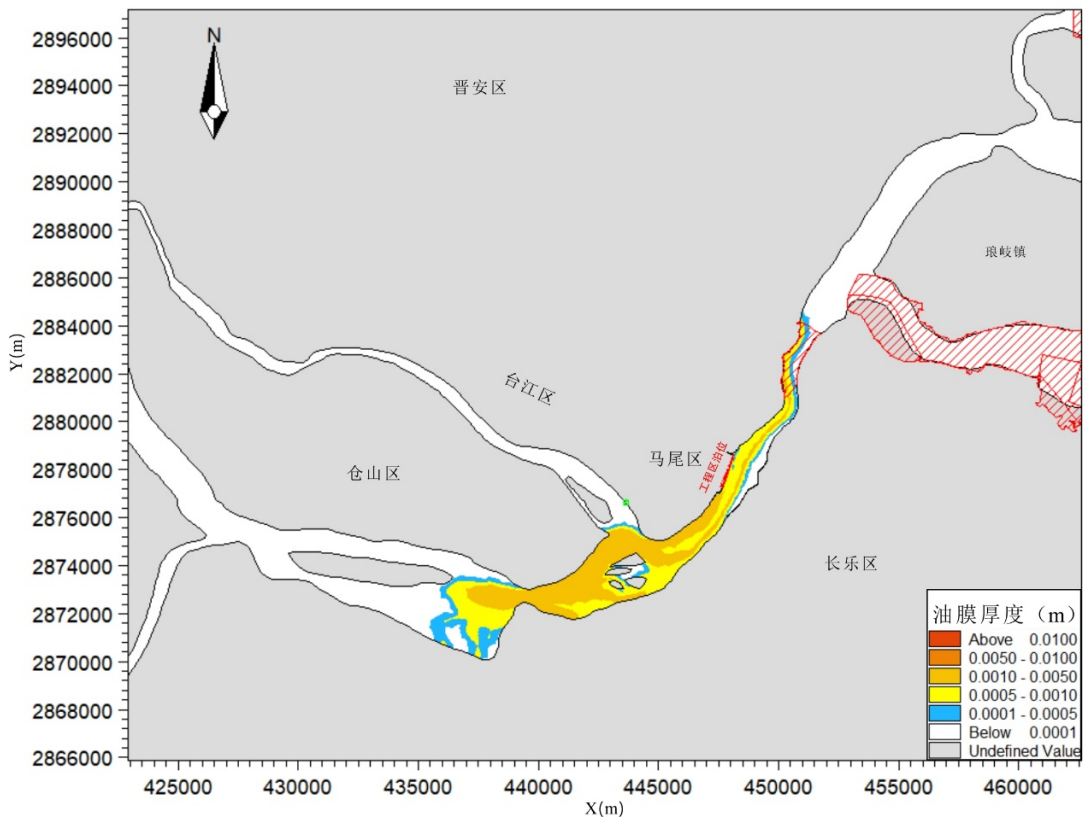 N
2896000
2894000
2892000
2890000
2888000
2886000
2884000
2882000
2880000
2878000
2876000
2874000
2872000
2870000
2868000
2866000
Y(m)
晋安区
琅岐镇
台江区
马尾区
仓山区
工程区泊位
长乐区
油膜厚度（m）
Above 0.0100
0.0050 - 0.0100
0.0010 - 0.0050
0.0005 - 0.0010
0.0001 - 0.0005
Below 0.0001
Undefined Value
425000 430000 435000 440000 445000 450000 455000 460000
X(m)